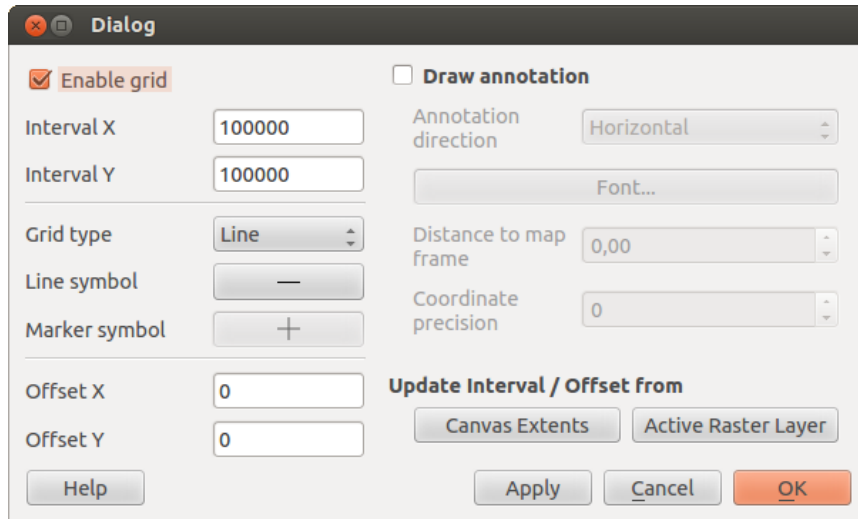 Dialog
Enable grid
Interval X 100000
Interval Y 100000
Grid type Line
Line symbol
Marker symbol
Offset X 0
Offset Y 0
Draw annotation
Annotation
direction
Horizontal
Font...
Distance to map
frame
0,00
Coordinate
precision
0
Update Interval / Offset from
Canvas Extents Active Raster Layer
Help Apply Cancel OK